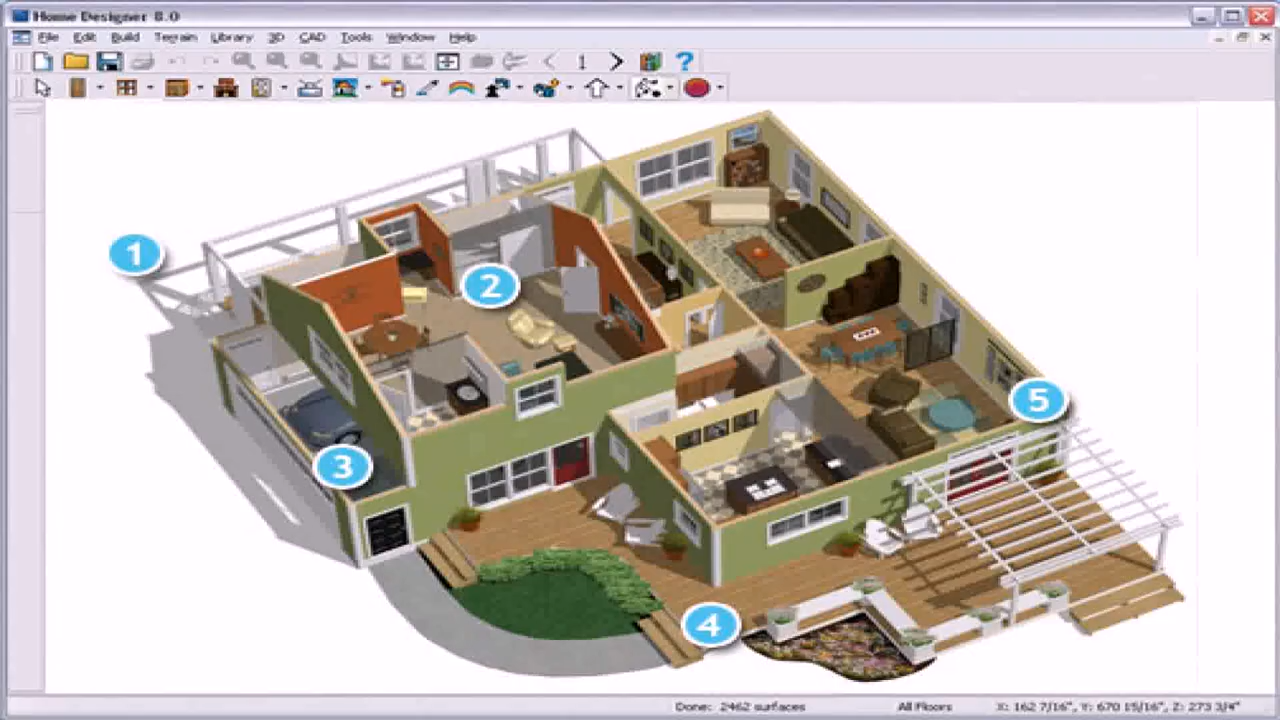 Home Designer 8.0
File Edit Build Terrain Library 3D CAD Tools Window Help
1 ?
1
2
3
4
5
Done: 2462 surfaces All Floors X: 162 7/16", Y: 670 15/16", Z: 273 3/4"